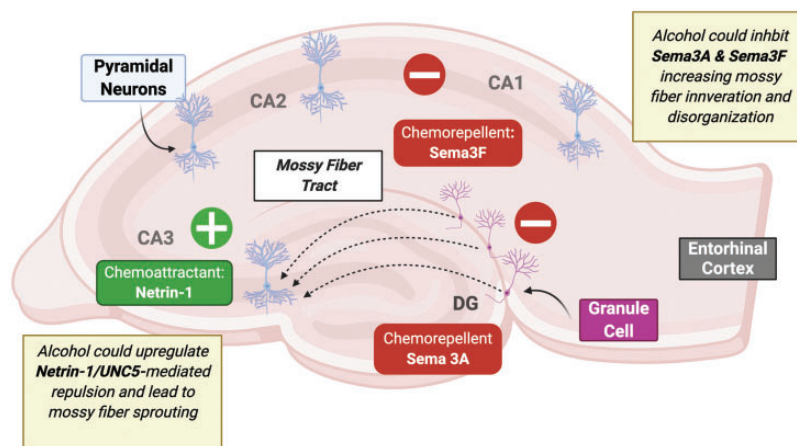 Alcohol could inhbit
Sema3A & Sema3F
increasing mossy
fiber innveration and
disorganization
Pyramidal
Neurons
CA2
CA1
Chemorepellent:
Sema3F
Mossy Fiber
Tract
CA3
Chemoattractant:
Netrin-1
Entorhinal
Cortex
DG
Granule
Cell
Chemorepellent
Sema 3A
Alcohol could upregulate
Netrin-1/UNC5-mediated
repulsion and lead to
mossy fiber sprouting